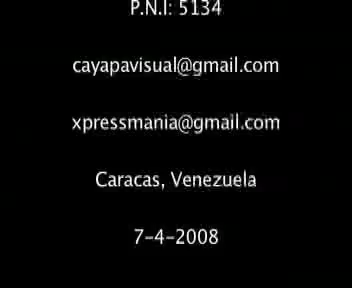 P.N.I: 5134
cayapavisual@gmail.com
xpressmania@gmail.com
Caracas, Venezuela
7-4-2008